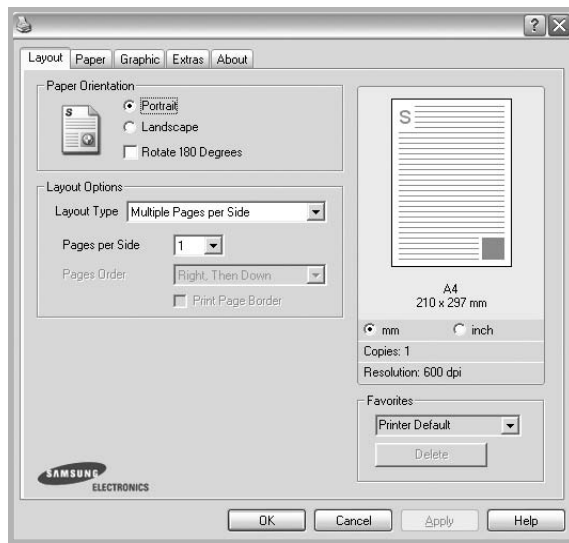 Layout Paper Graphic Extras About
Paper Orientation
S
Portrait
Landscape
Rotate 180 Degrees
Layout Options
Layout Type Multiple Pages per Side
Pages per Side 1
Pages Order Right, Then Down
Print Page Border
S
A4
210 x 297 mm
mm inch
Copies: 1
Resolution: 600 dpi
Favorites
Printer Default
Delete
SAMSUNG
ELECTRONICS
OK Cancel Apply Help